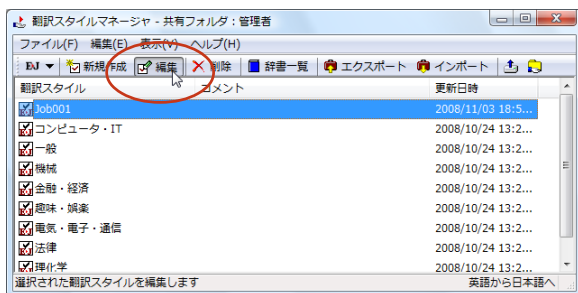 翻訳スタイルマネージャ - 共有フォルダ：管理者
ファイル(F) 編集(E) 表示(V) ヘルプ(H)
EXJ 新規作成 編集 削除 辞書一覧 エクスポート インポート
翻訳スタイル コメント 更新日時
Job001 2008/11/03 18:5...
コンピュータ・IT 2008/10/24 13:2...
一般 2008/10/24 13:2...
機械 2008/10/24 13:2...
金融・経済 2008/10/24 13:2...
趣味・娯楽 2008/10/24 13:2...
電気・電子・通信 2008/10/24 13:2...
法律 2008/10/24 13:2...
理化学 2008/10/24 13:2...
選択された翻訳スタイルを編集します 英語から日本語へ